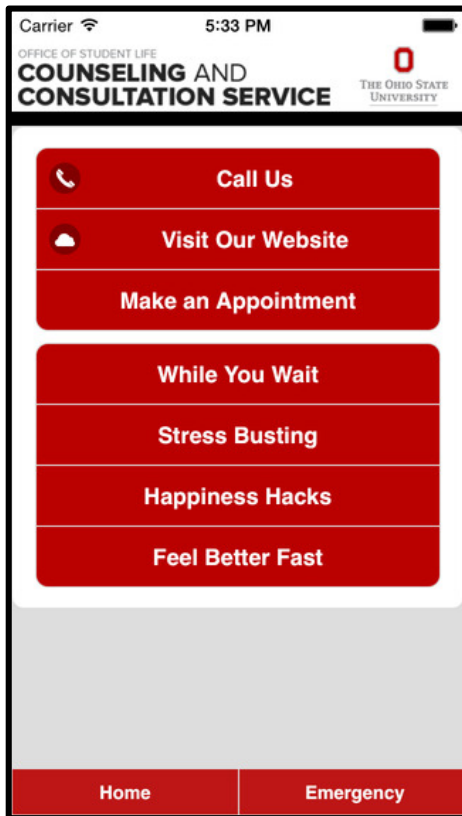 Carrier 5:33 PM
OFFICE OF STUDENT LIFE
COUNSELING AND
CONSULTATION SERVICE
THE OHIO STATE
UNIVERSITY
Call Us
Visit Our Website
Make an Appointment
While You Wait
Stress Busting
Happiness Hacks
Feel Better Fast
Home Emergency